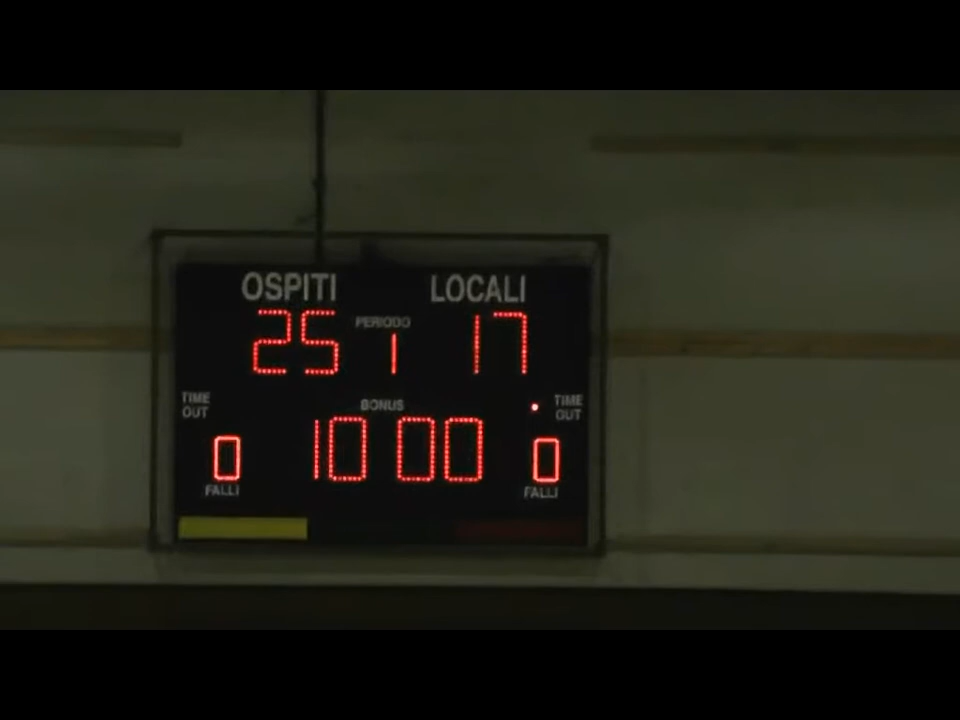 OSPITI LOCALI
25 PERIODO 1 17
TIME OUT BONUS TIME OUT
0 10 00 0
FALLI FALLI